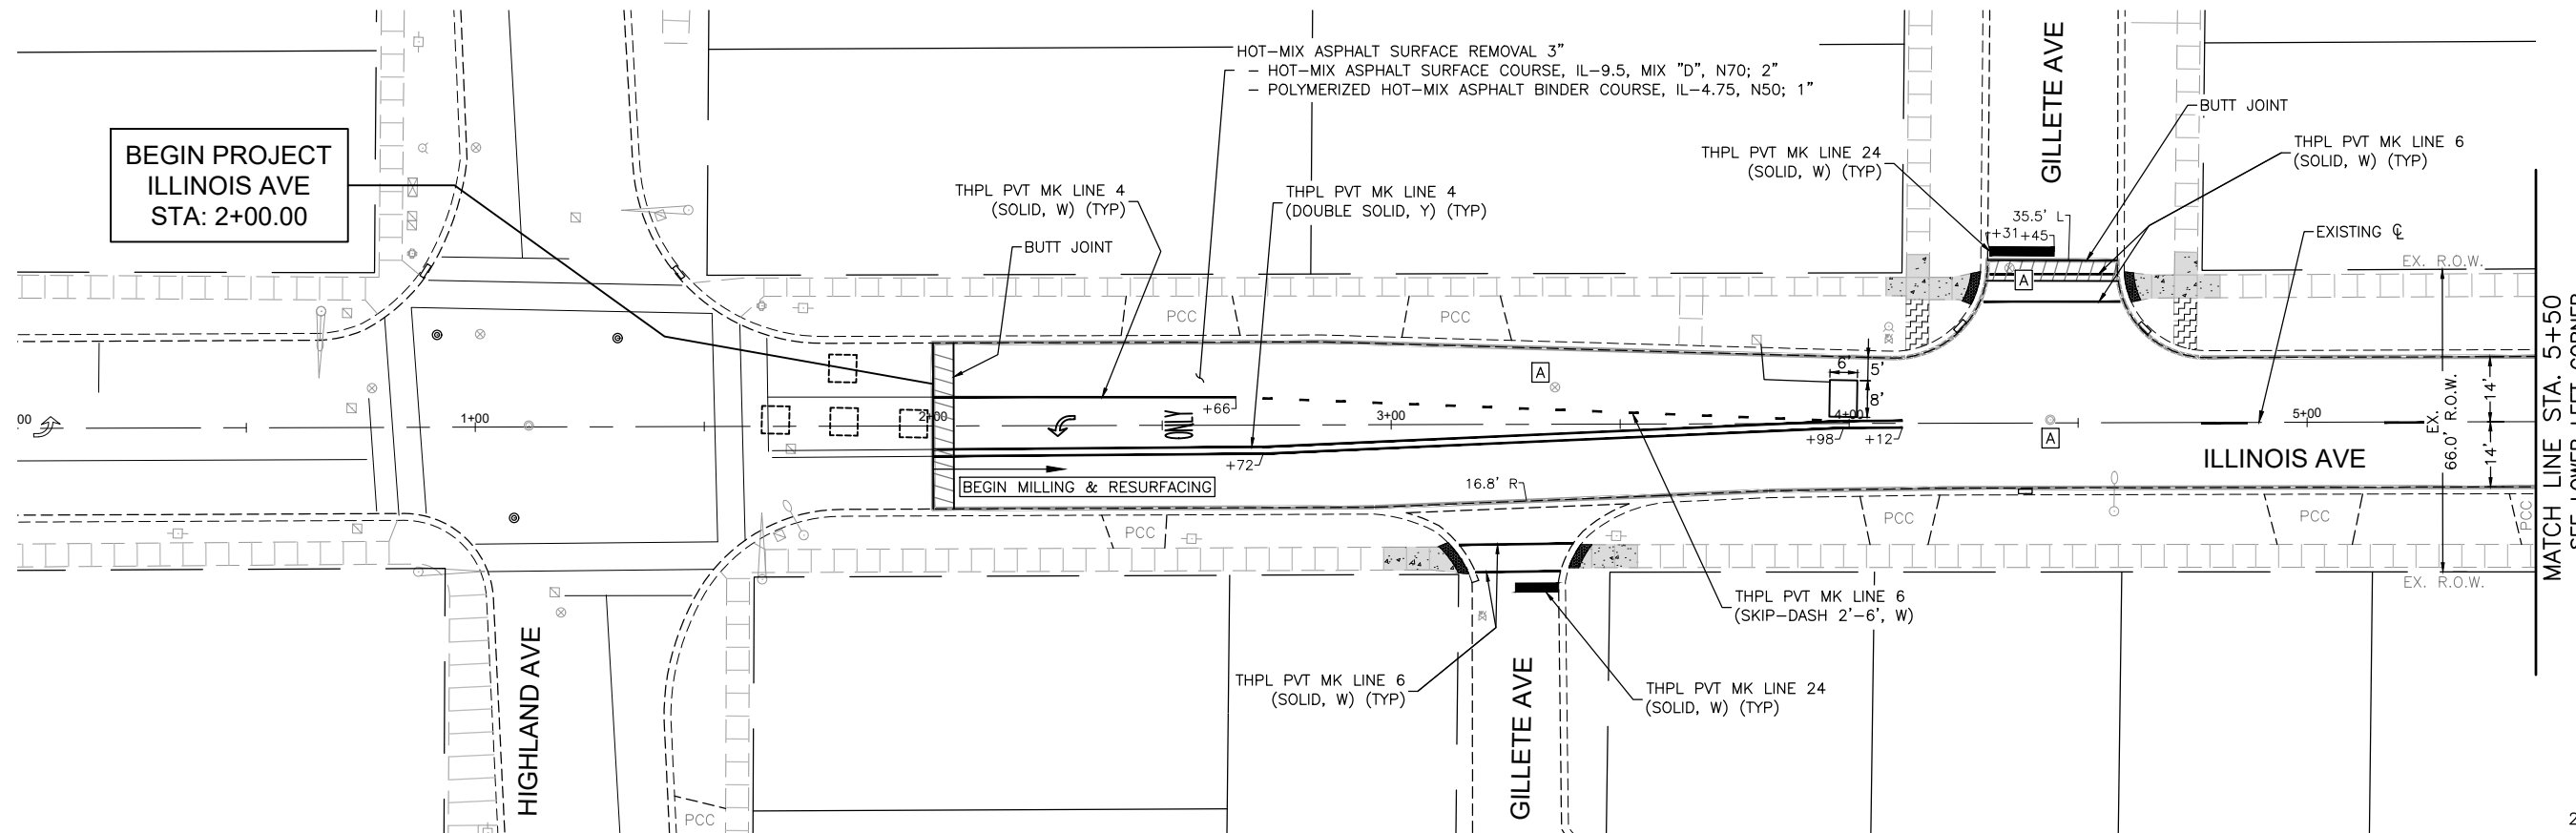 HOT-MIX ASPHALT SURFACE REMOVAL 3"
- HOT-MIX ASPHALT SURFACE COURSE, IL-9.5, MIX "D", N70; 2"
- POLYMERIZED HOT-MIX ASPHALT BINDER COURSE, IL-4.75, N50; 1"
BEGIN PROJECT
ILLINOIS AVE
STA: 2+00.00
THPL PVT MK LINE 4
(SOLID, W) (TYP)
BUTT JOINT
THPL PVT MK LINE 4
(DOUBLE SOLID, Y) (TYP)
THPL PVT MK LINE 24
(SOLID, W) (TYP)
GILLETE AVE
BUTT JOINT
THPL PVT MK LINE 6
(SOLID, W) (TYP)
35.5' L
+31
+45
EXISTING ℄
EX. R.O.W.
A
PCC
PCC
A
6'
5'
8'
00
1+00
2+00
+66
ONLY
3+00
4+00
5+00
+72
+98
+12
A
14'
14'
EX.
66.0' R.O.W.
ILLINOIS AVE
BEGIN MILLING & RESURFACING
16.8' R
PCC
PCC
PCC
PCC
EX. R.O.W.
MATCH LINE STA. 5+50
SEE LOWER LEFT CORNER
THPL PVT MK LINE 6
(SKIP-DASH 2'-6', W)
THPL PVT MK LINE 6
(SOLID, W) (TYP)
THPL PVT MK LINE 24
(SOLID, W) (TYP)
HIGHLAND AVE
GILLETE AVE
PCC
2